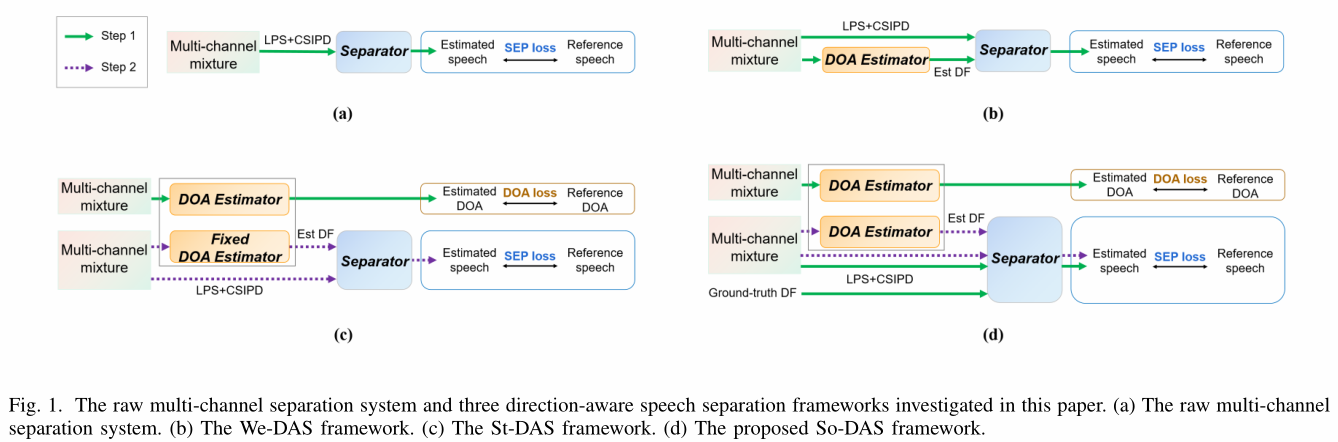 Step 1
Step 2
Multi-channel
mixture
LPS+CSIPD
Separator
Estimated
speech
SEP loss
Reference
speech
(a)
Multi-channel
mixture
LPS+CSIPD
DOA Estimator
Est DF
Separator
Estimated
speech
SEP loss
Reference
speech
(b)
Multi-channel
mixture
DOA Estimator
Estimated
DOA
DOA loss
Reference
DOA
Multi-channel
mixture
Fixed
DOA Estimator
Est DF
LPS+CSIPD
Separator
Estimated
speech
SEP loss
Reference
speech
(c)
Multi-channel
mixture
DOA Estimator
Estimated
DOA
DOA loss
Reference
DOA
Multi-channel
mixture
DOA Estimator
Est DF
LPS+CSIPD
Ground-truth DF
Separator
Estimated
speech
SEP loss
Reference
speech
(d)
Fig. 1. The raw multi-channel separation system and three direction-aware speech separation frameworks investigated in this paper. (a) The raw multi-channel
separation system. (b) The We-DAS framework. (c) The St-DAS framework. (d) The proposed So-DAS framework.